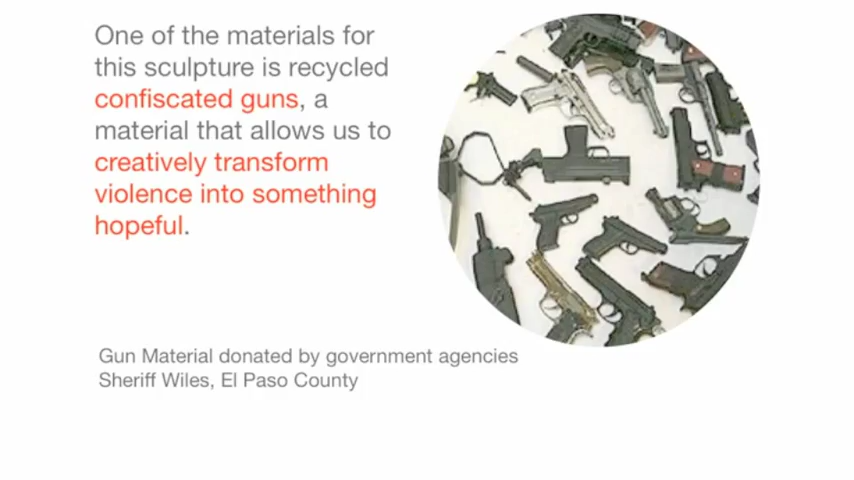 One of the materials for
this sculpture is recycled
confiscated guns, a
material that allows us to
creatively transform
violence into something
hopeful.
Gun Material donated by government agencies
Sheriff Wiles, El Paso County